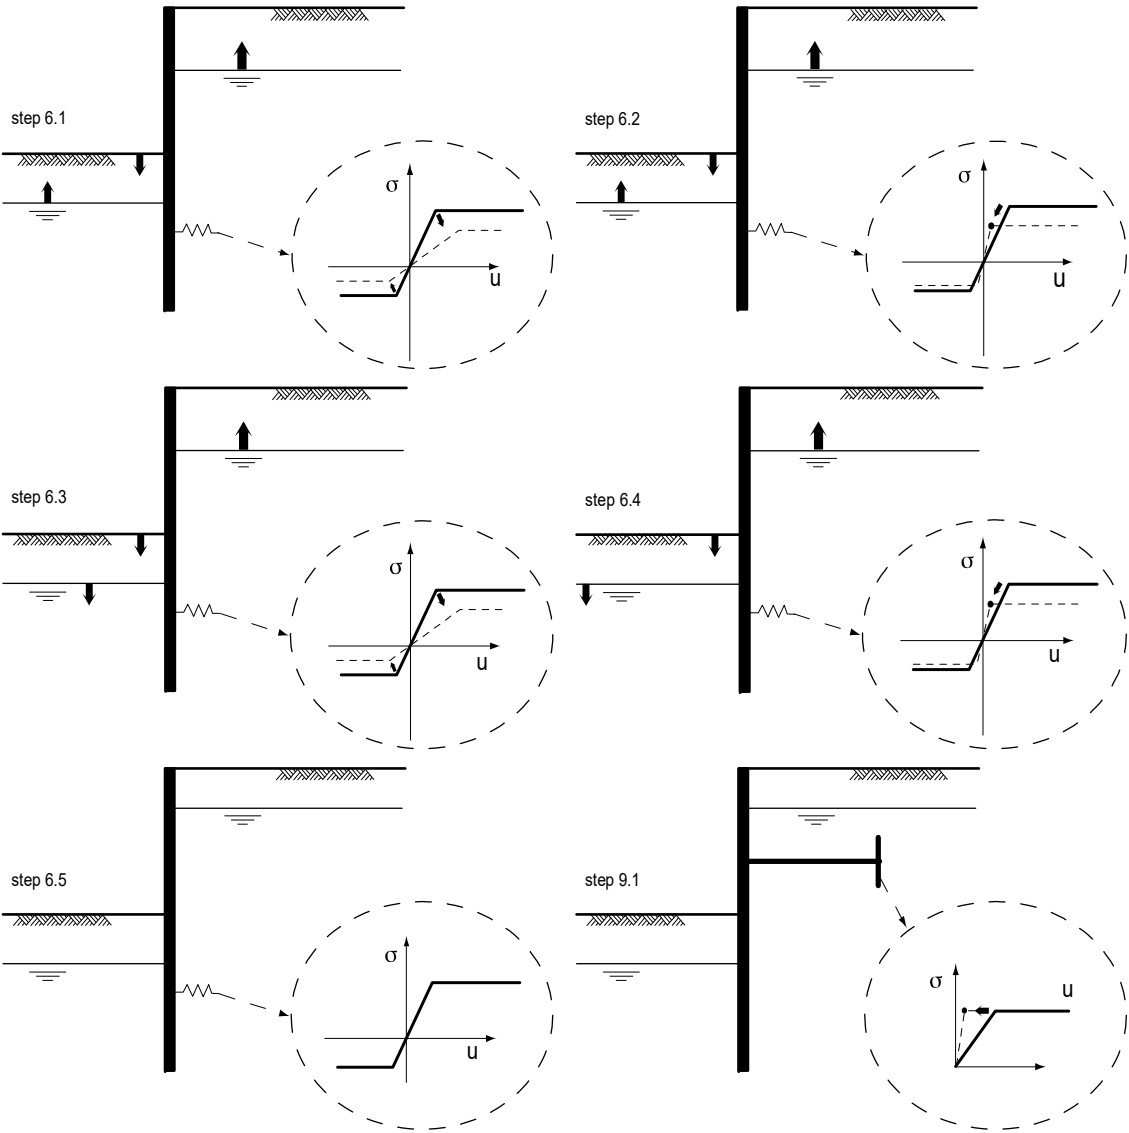 step 6.1
σ
u
step 6.2
σ
u
step 6.3
σ
u
step 6.4
σ
u
step 6.5
σ
u
step 9.1
σ
u